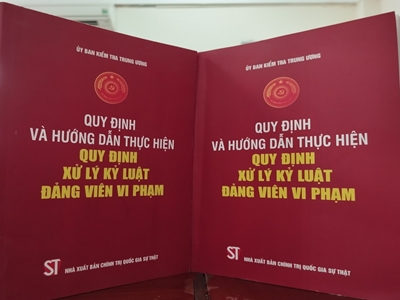 ỦY BAN KIỂM TRA TRUNG ƯƠNG
QUY ĐỊNH
VÀ HƯỚNG DẪN THỰC HIỆN
QUY ĐỊNH
XỬ LÝ KỶ LUẬT
ĐẢNG VIÊN VI PHẠM
ST NHÀ XUẤT BẢN CHÍNH TRỊ QUỐC GIA SỰ THẬT
ỦY BAN KIỂM TRA TRUNG ƯƠNG
QUY ĐỊNH
VÀ HƯỚNG DẪN THỰC HIỆN
QUY ĐỊNH
XỬ LÝ KỶ LUẬT
ĐẢNG VIÊN VI PHẠM
ST NHÀ XUẤT BẢN CHÍNH TRỊ QUỐC GIA SỰ THẬT